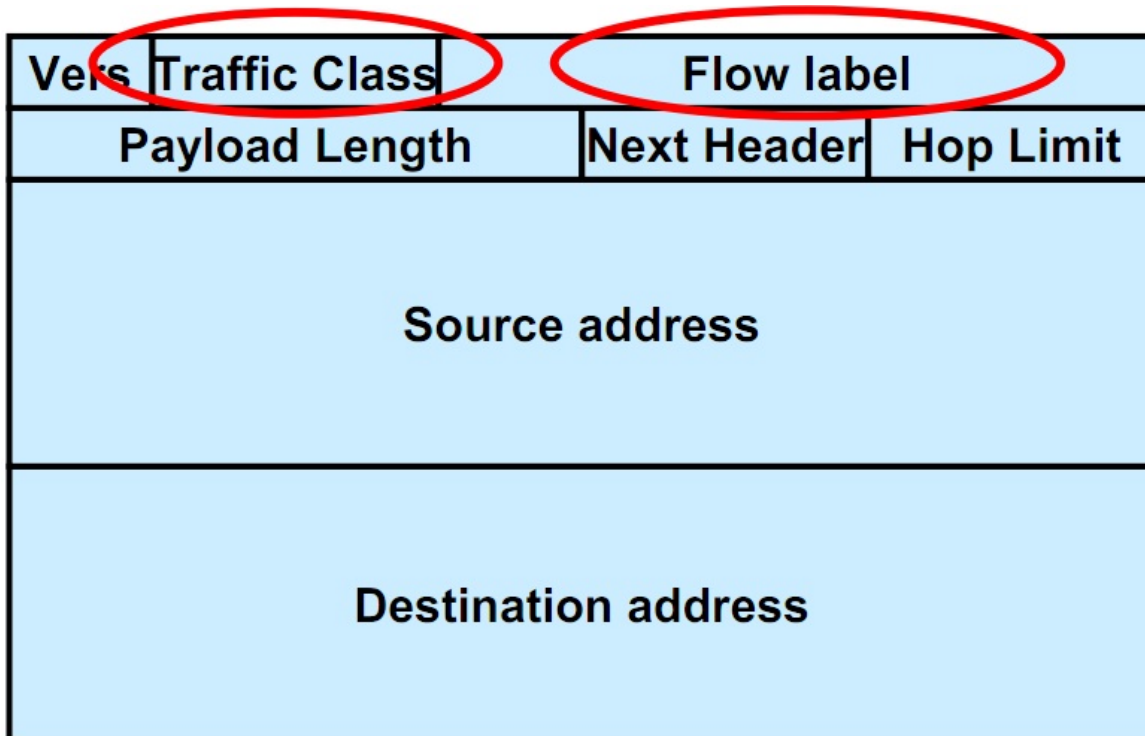 Vers Traffic Class Flow label
Payload Length Next Header Hop Limit
Source address
Destination address